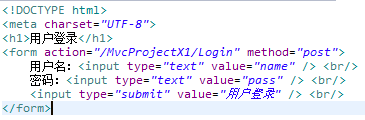 <!DOCTYPE html>
<meta charset="UTF-8">
<h1>用户登录</h1>
<form action="/MvcProjectX1/Login" method="post">
    用户名：<input type="text" value="name" /> <br/>
    密码：<input type="text" value="pass" /> <br/>
    <input type="submit" value="用户登录" /> <br/>
</form>